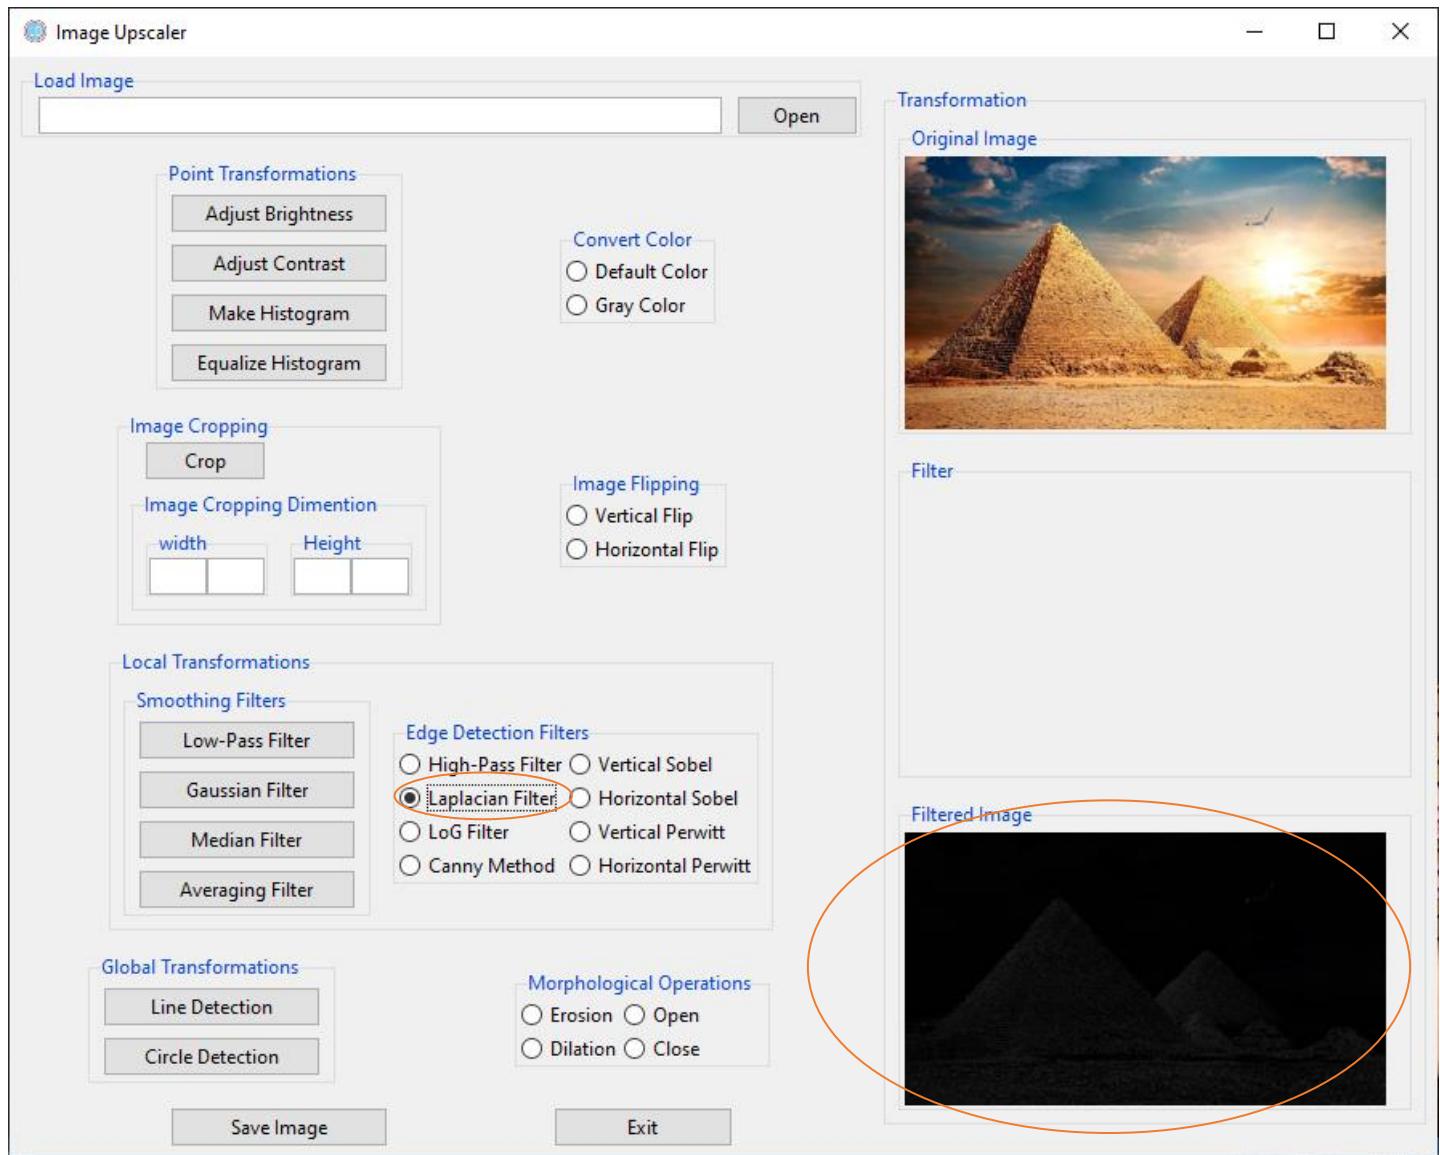 Image Upscaler
Load Image
Open
Point Transformations
Adjust Brightness
Adjust Contrast
Make Histogram
Equalize Histogram
Convert Color
Default Color
Gray Color
Image Cropping
Crop
Image Cropping Dimention
width Height
Image Flipping
Vertical Flip
Horizontal Flip
Local Transformations
Smoothing Filters
Low-Pass Filter
Gaussian Filter
Median Filter
Averaging Filter
Edge Detection Filters
High-Pass Filter Vertical Sobel
Laplacian Filter Horizontal Sobel
LoG Filter Vertical Perwitt
Canny Method Horizontal Perwitt
Global Transformations
Line Detection
Circle Detection
Morphological Operations
Erosion Open
Dilation Close
Save Image
Exit
Transformation
Original Image
Filter
Filtered Image